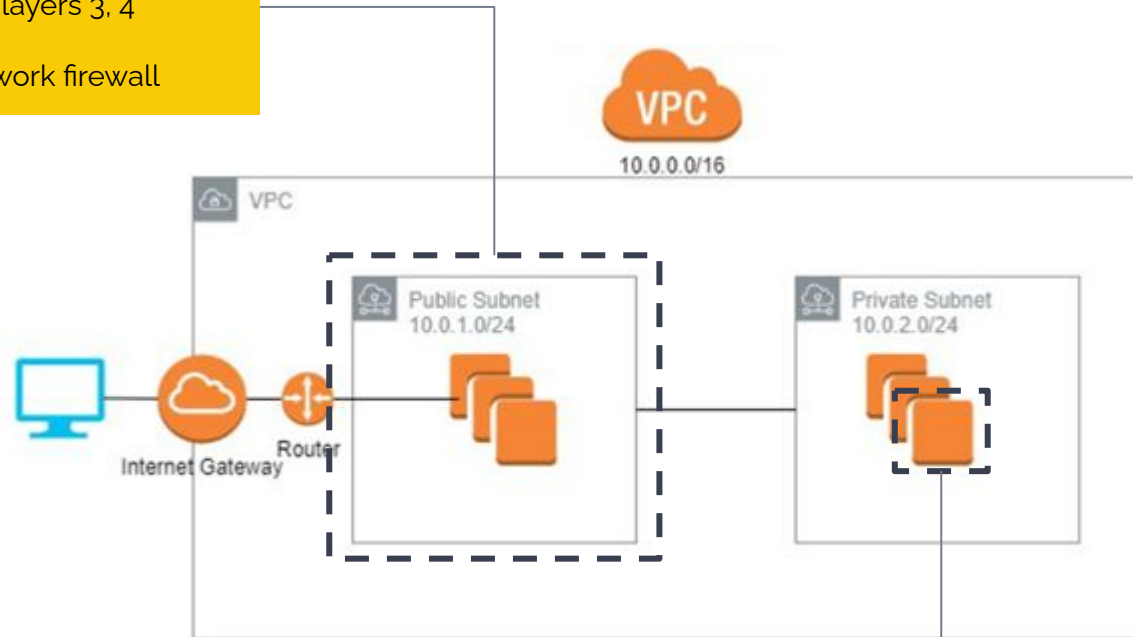 layers 3, 4
work firewall
VPC
10.0.0.0/16
VPC
Public Subnet
10.0.1.0/24
Private Subnet
10.0.2.0/24
Router
Internet Gateway